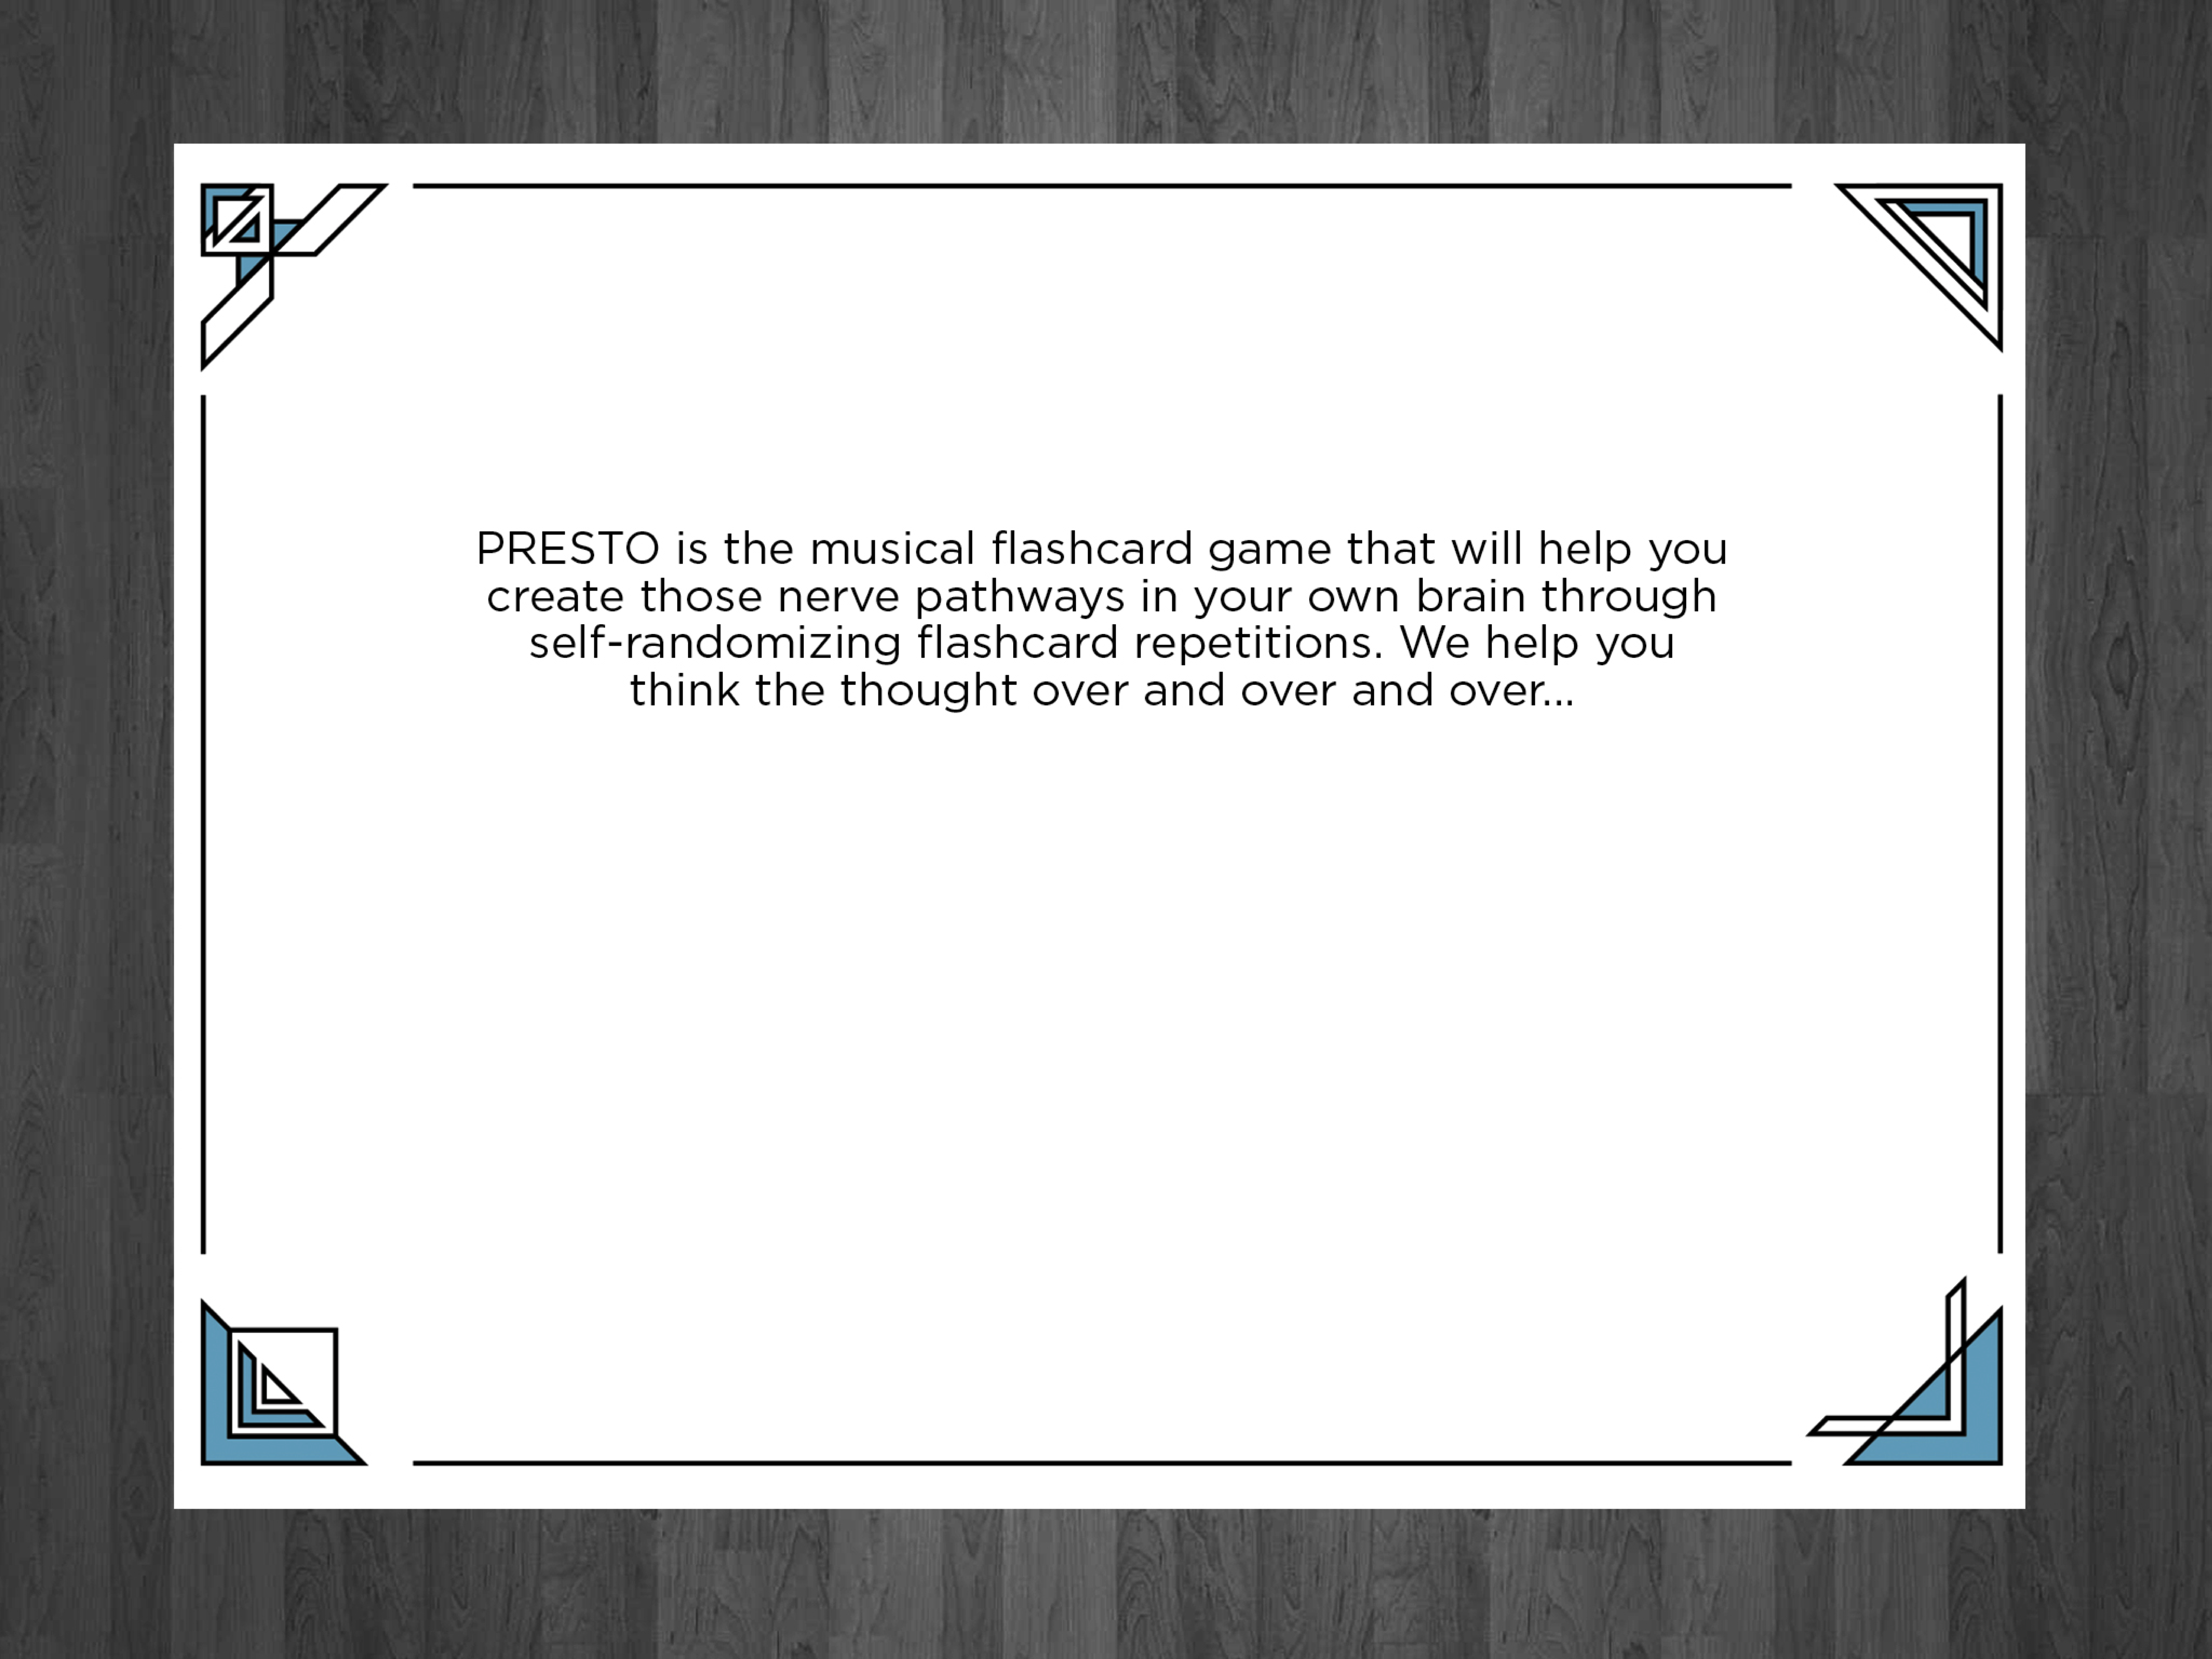 PRESTO is the musical flashcard game that will help you
create those nerve pathways in your own brain through
self-randomizing flashcard repetitions. We help you
think the thought over and over and over...